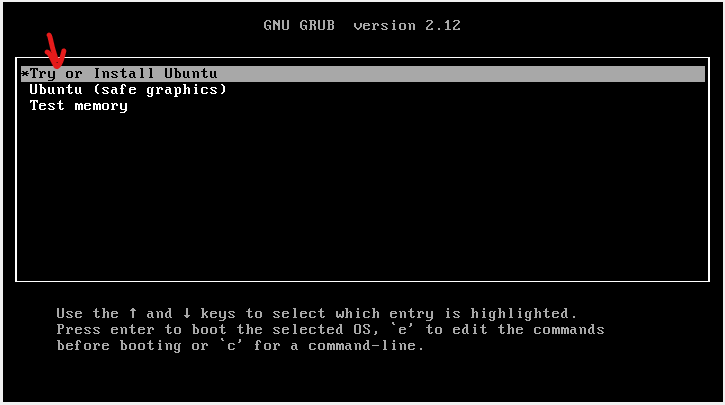 GNU GRUB  version 2.12
*Try or Install Ubuntu
Ubuntu (safe graphics)
Test memory
Use the ↑ and ↓ keys to select which entry is highlighted.
Press enter to boot the selected OS, `e' to edit the commands
before booting or `c' for a command-line.